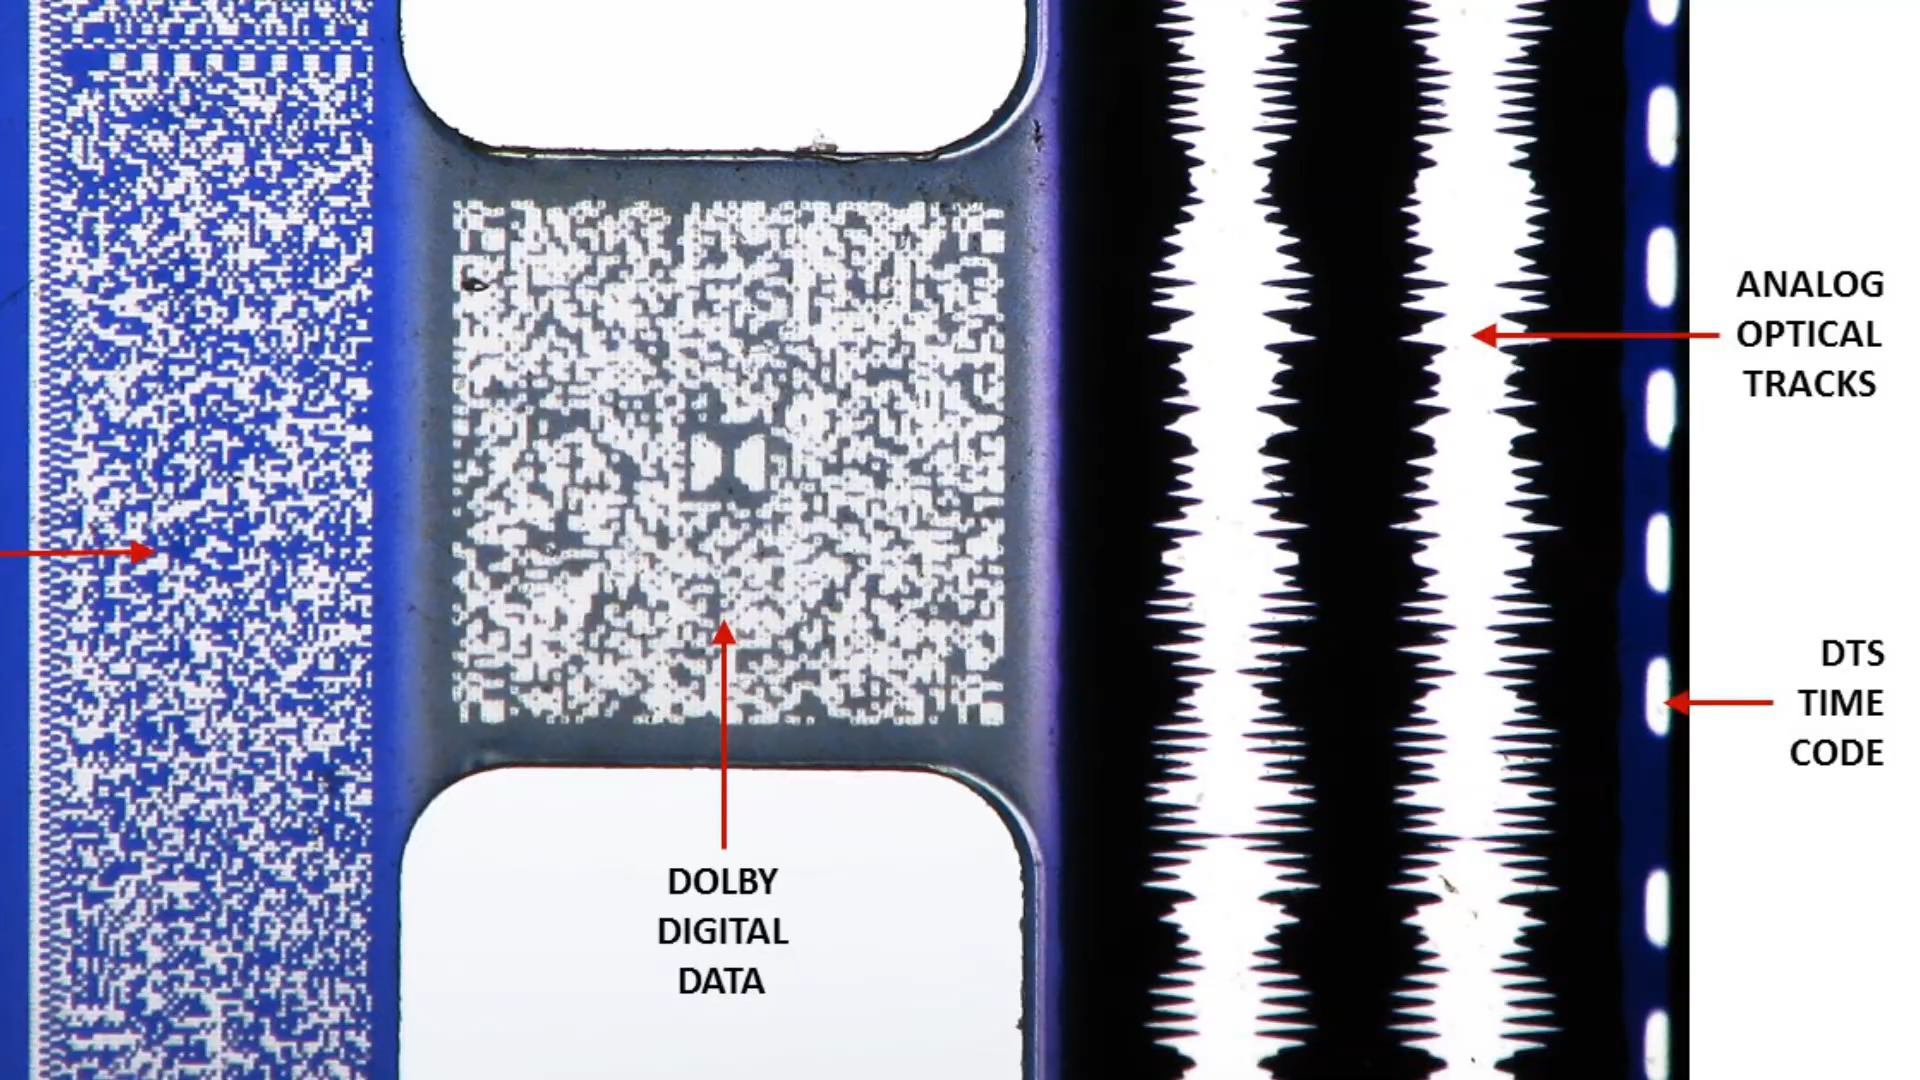 ANALOG
OPTICAL
TRACKS
DTS
TIME
CODE
DOLBY
DIGITAL
DATA